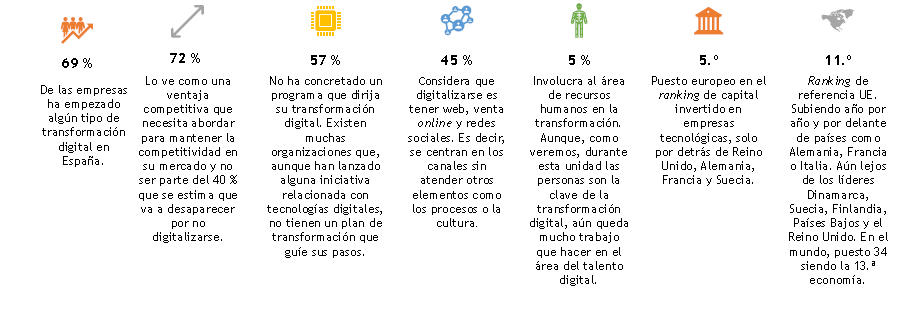 69 %
De las empresas
ha empezado
algún tipo de
transformación
digital en
España.
72 %
Lo ve como una
ventaja
competitiva que
necesita abordar
para mantener la
competitividad en
su mercado y no
ser parte del 40 %
que se estima que
va a desaparecer
por no
digitalizarse.
57 %
No ha concretado un
programa que dirija
su transformación
digital. Existen
muchas
organizaciones que,
aunque han lanzado
alguna iniciativa
relacionada con
tecnologías digitales,
no tienen un plan de
transformación que
guíe sus pasos.
45 %
Considera que
digitalizarse es
tener web, venta
online y redes
sociales. Es decir,
se centran en los
canales sin
atender otros
elementos como
los procesos o la
cultura.
5 %
Involucra al área
de recursos
humanos en la
transformación.
Aunque, como
veremos, durante
esta unidad las
personas son la
clave de la
transformación
digital, aún queda
mucho trabajo
que hacer en el
área del talento
digital.
5.º
Puesto europeo en el
ranking de capital
invertido en
empresas
tecnológicas, solo
por detrás de Reino
Unido, Alemania,
Francia y Suecia.
11.º
Ranking de
referencia UE.
Subiendo año por
año y por delante
de países como
Alemania, Francia
o Italia. Aún lejos
de los líderes
Dinamarca,
Suecia, Finlandia,
Países Bajos y el
Reino Unido. En el
mundo, puesto 34
siendo la 13.ª
economía.